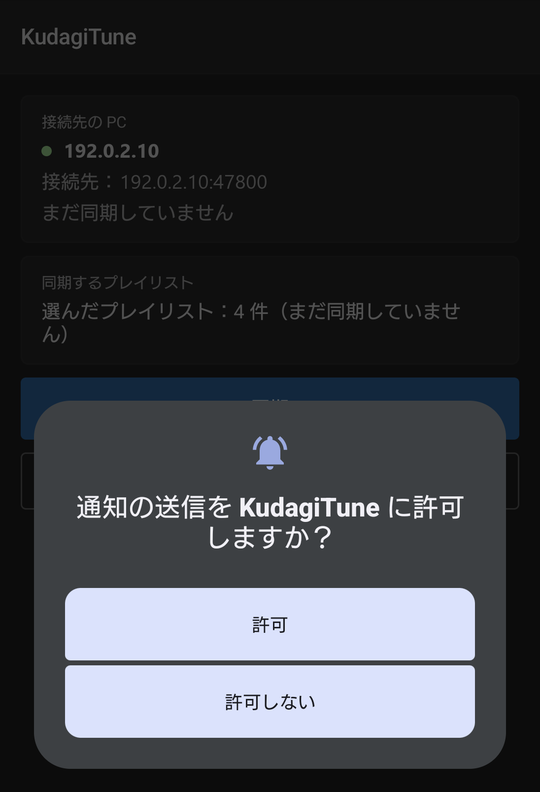 KudagiTune
接続先の PC
192.0.2.10
接続先：192.0.2.10:47800
まだ同期していません
同期するプレイリスト
選んだプレイリスト：4 件（まだ同期していませ
ん）
通知の送信を KudagiTune に許可
しますか？
許可
許可しない